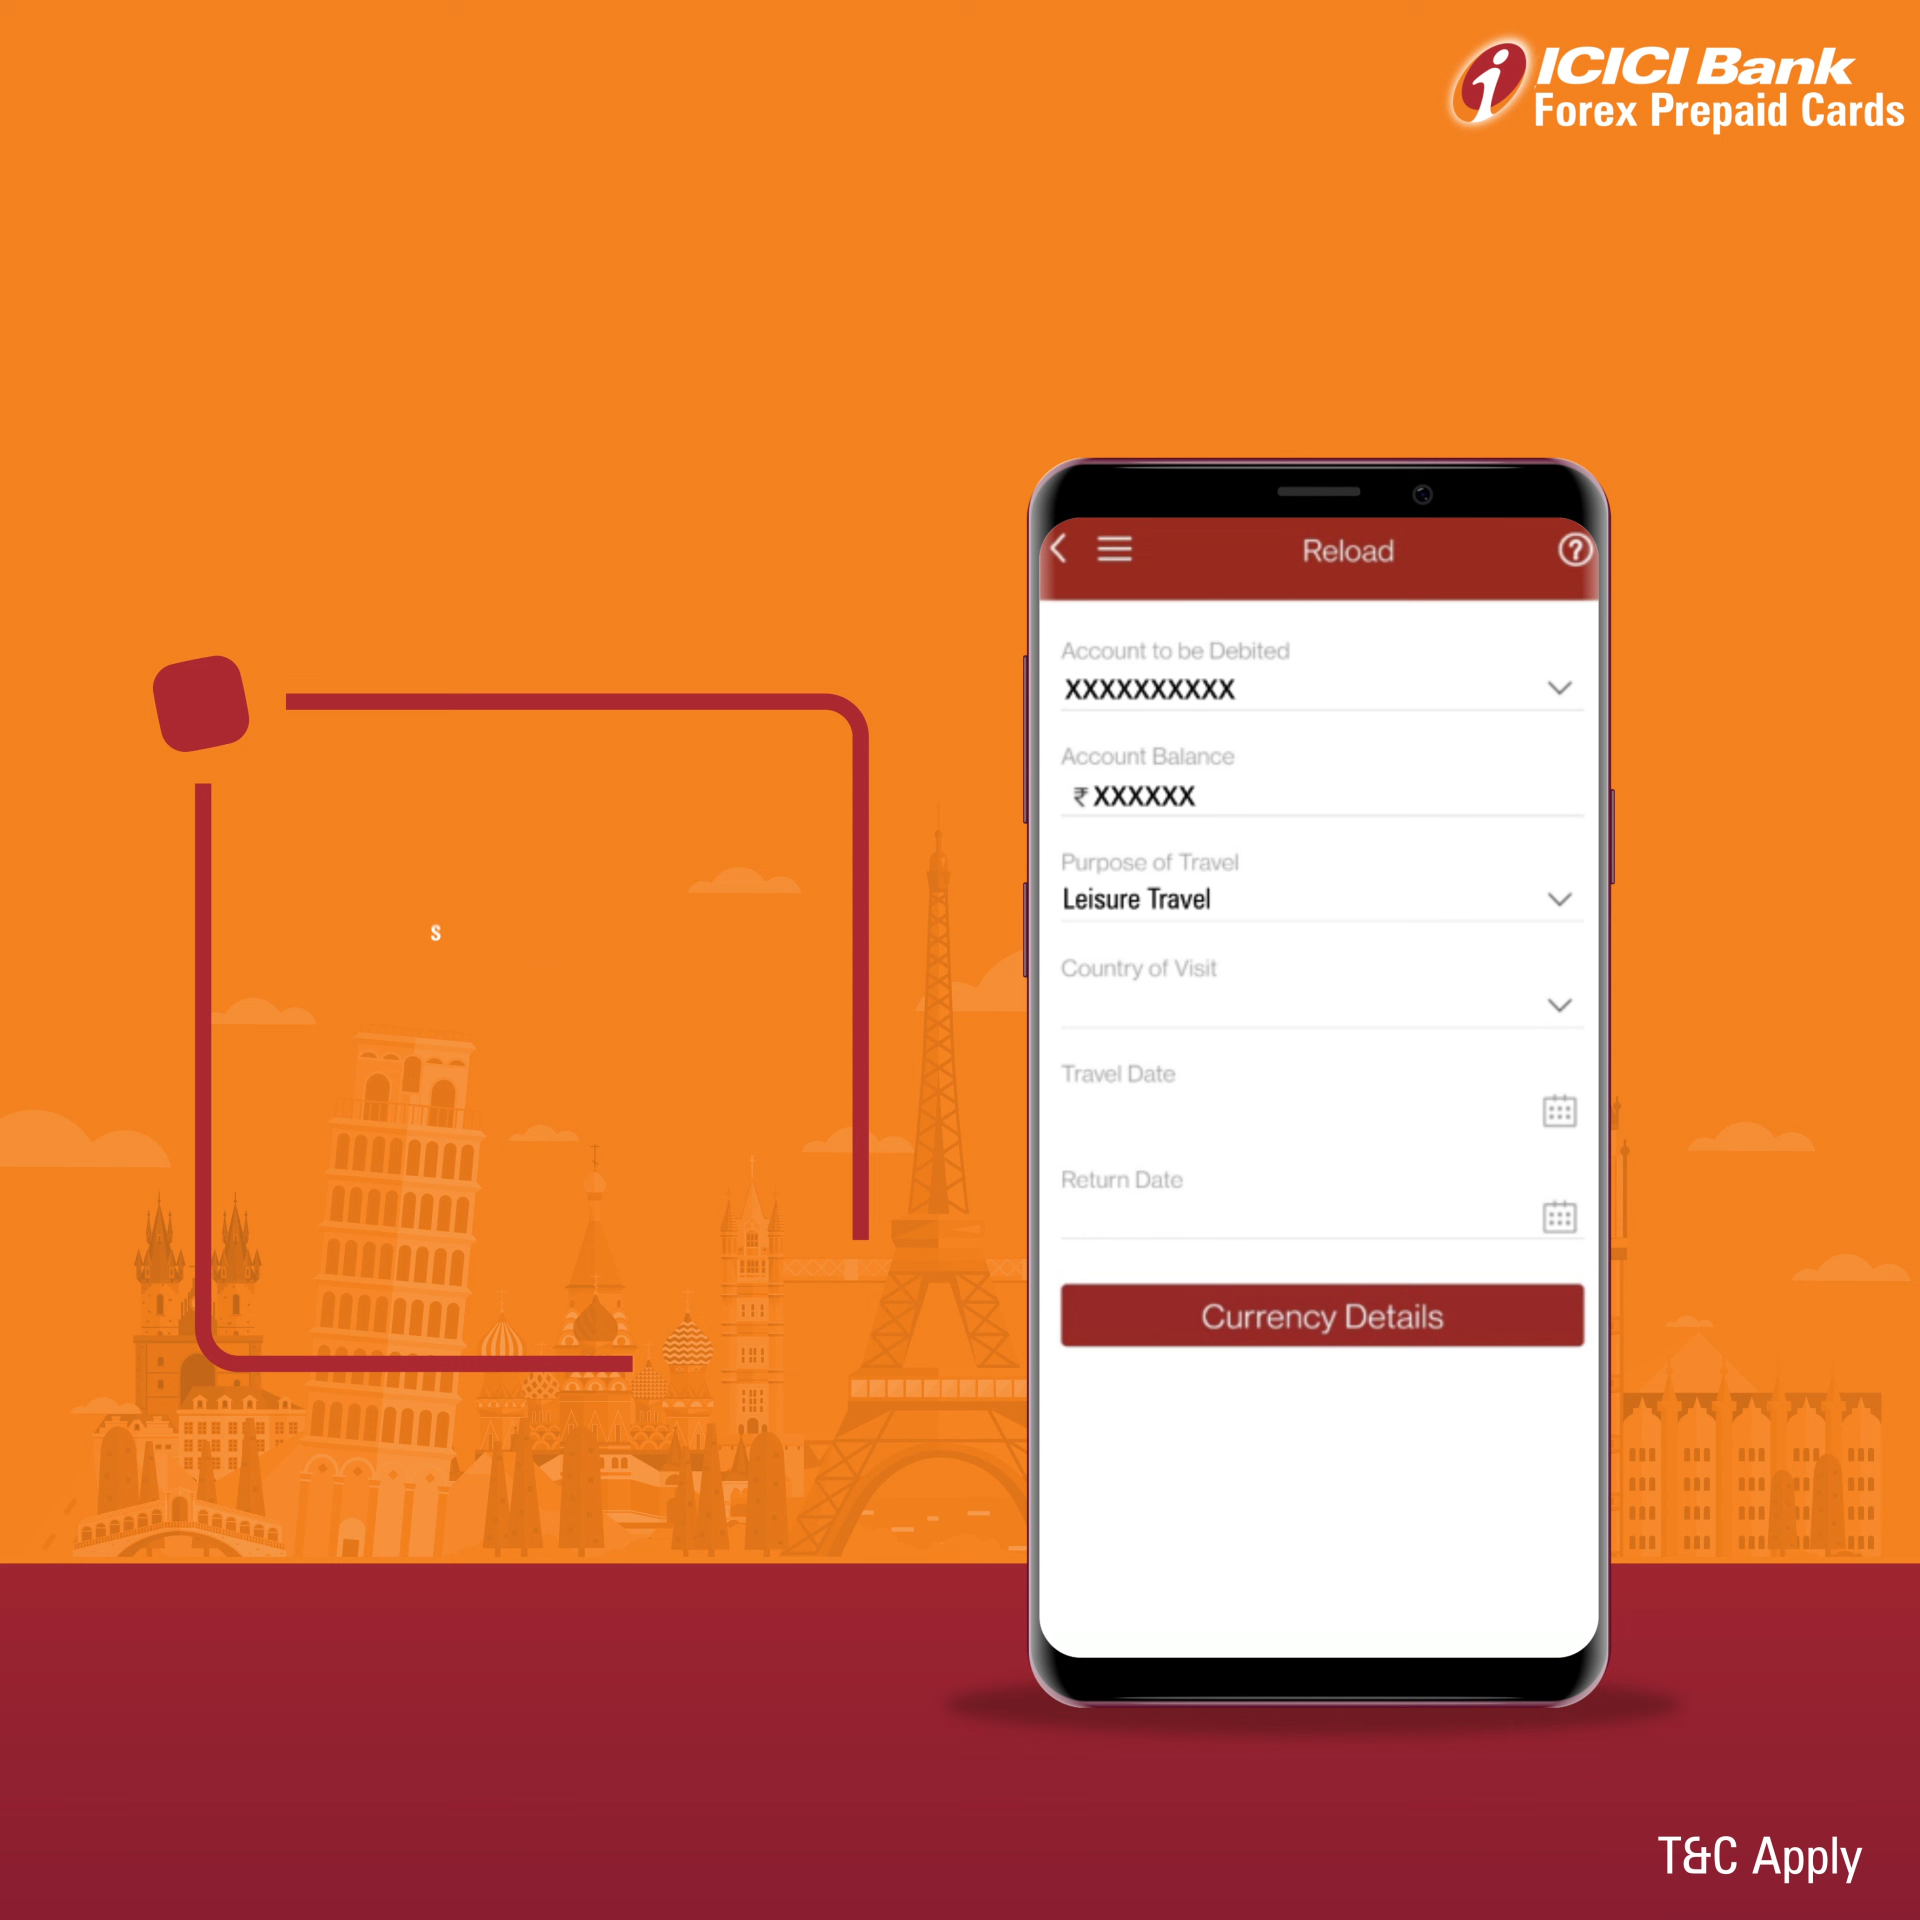 ICICI Bank
Forex Prepaid Cards
s
Reload
Account to be Debited
XXXXXXXXXX
Account Balance
₹ XXXXXX
Purpose of Travel
Leisure Travel
Country of Visit
Travel Date
Return Date
Currency Details
T&C Apply